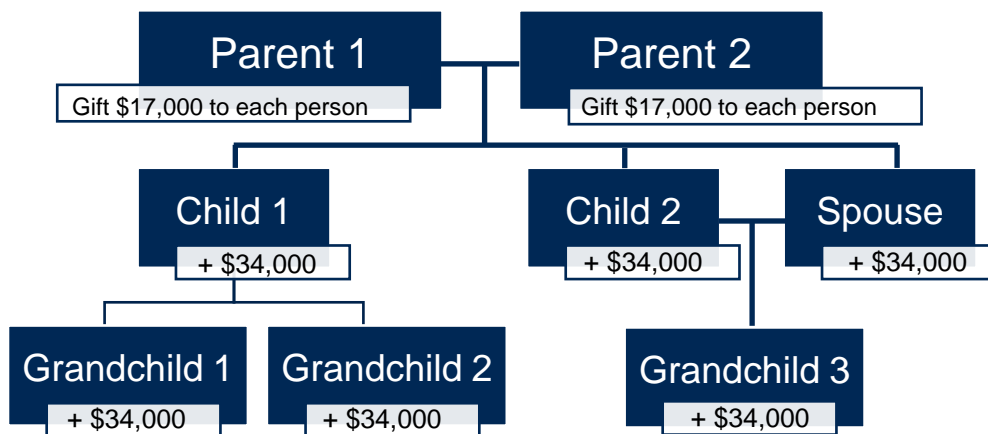 Parent 1
Parent 2
Gift $17,000 to each person
Gift $17,000 to each person
Child 1
Child 2
Spouse
+ $34,000
+ $34,000
+ $34,000
Grandchild 1
Grandchild 2
Grandchild 3
+ $34,000
+ $34,000
+ $34,000